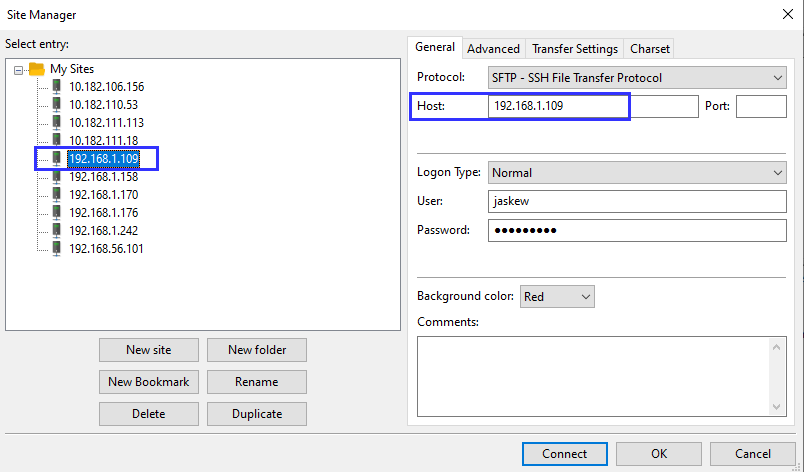 Site Manager
Select entry:
My Sites
10.182.106.156
10.182.110.53
10.182.111.113
10.182.111.18
192.168.1.109
192.168.1.158
192.168.1.170
192.168.1.176
192.168.1.242
192.168.56.101
New site New folder
New Bookmark Rename
Delete Duplicate
General Advanced Transfer Settings Charset
Protocol: SFTP - SSH File Transfer Protocol
Host: 192.168.1.109 Port:
Logon Type: Normal
User: jaskew
Password: ●●●●●●●●●
Background color: Red
Comments:
Connect OK Cancel